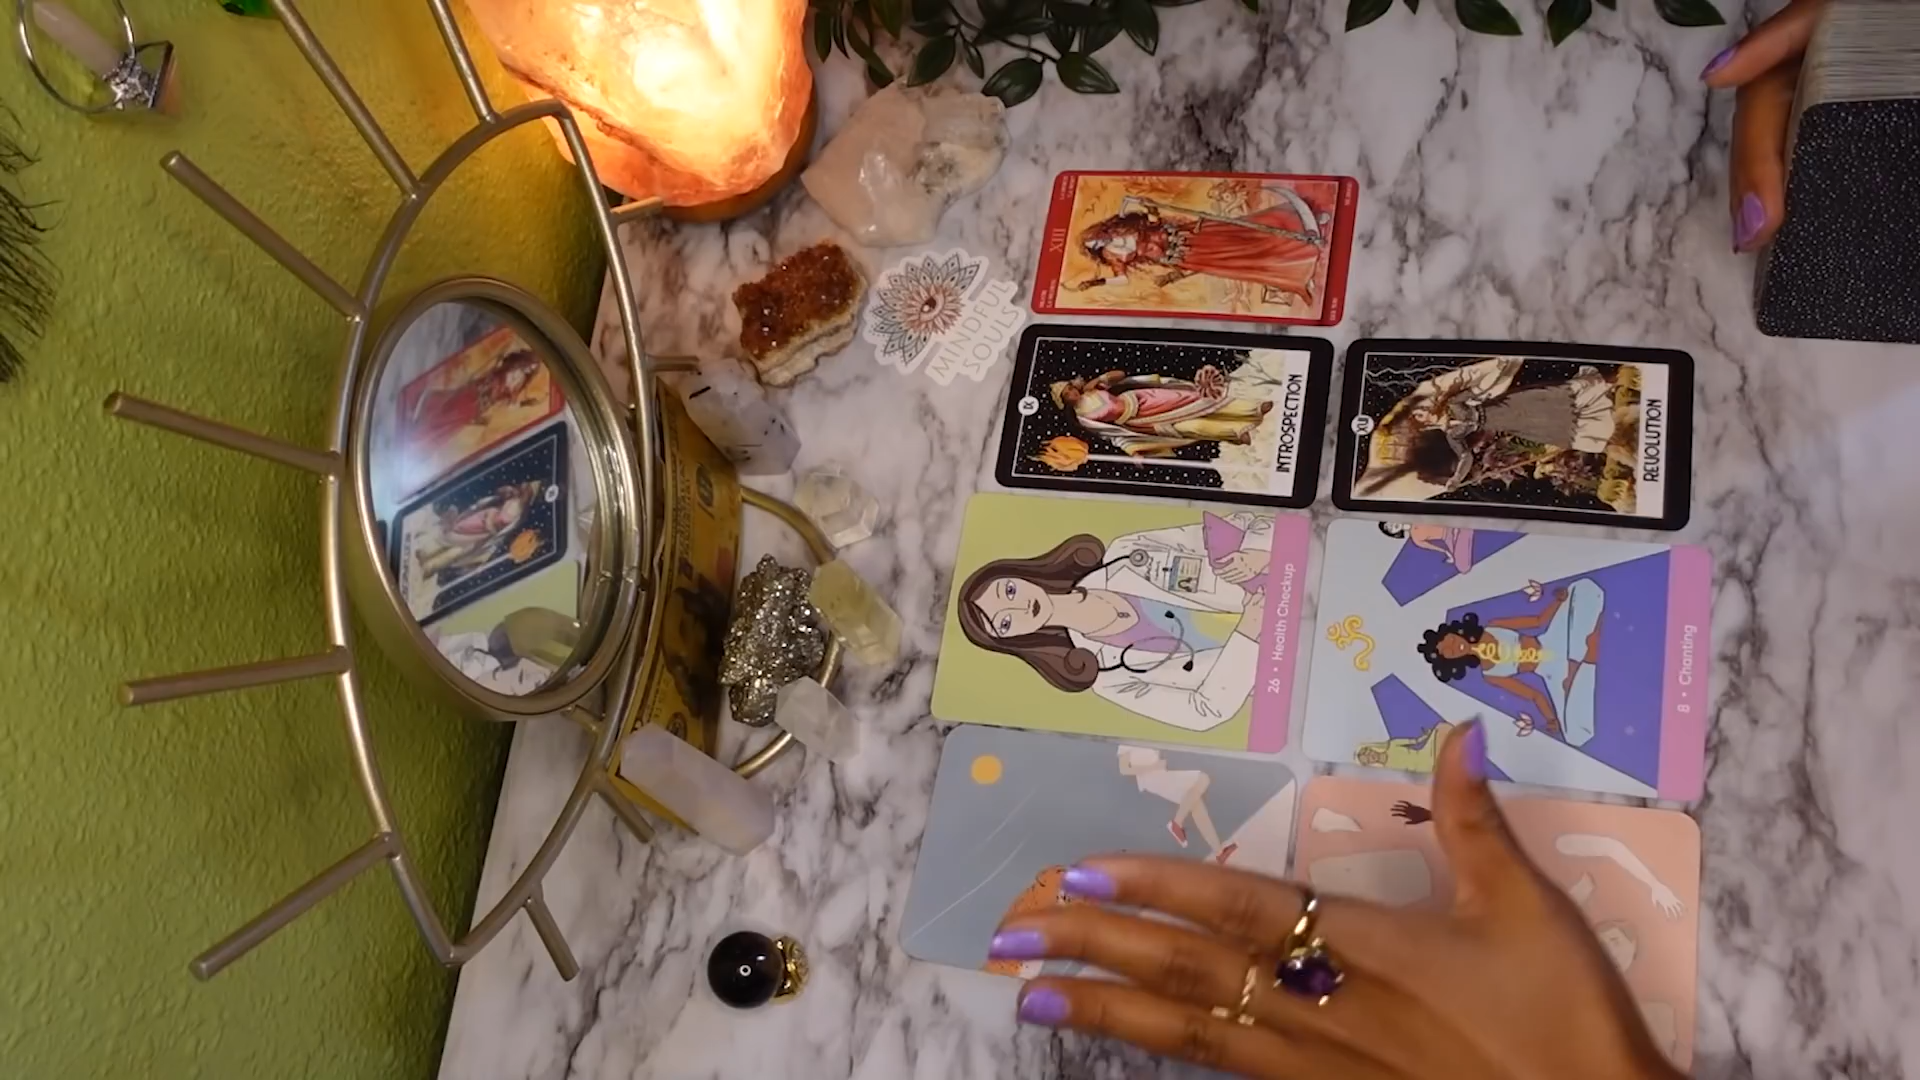 XIII
MINDFUL
SOULS
IX
INTROSPECTION
XII
REVOLUTION
26 • Health Checkup
8 • Chanting